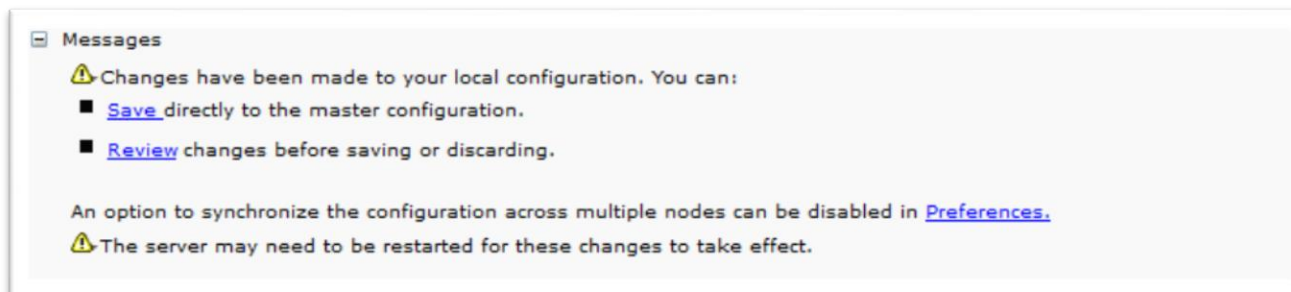 Messages
Changes have been made to your local configuration. You can:
Save directly to the master configuration.
Review changes before saving or discarding.
An option to synchronize the configuration across multiple nodes can be disabled in Preferences.
The server may need to be restarted for these changes to take effect.